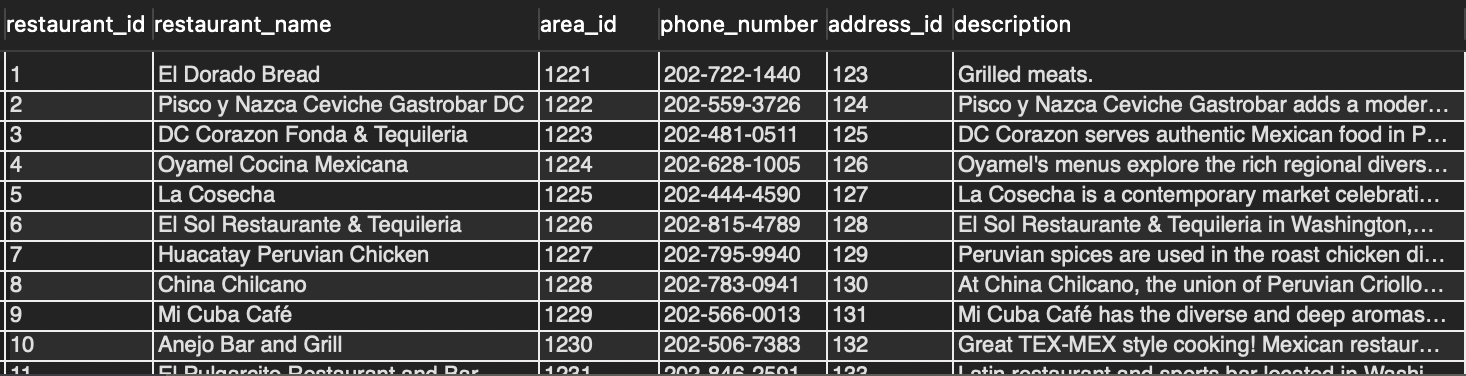 restaurant_id restaurant_name area_id phone_number address_id description
1 El Dorado Bread 1221 202-722-1440 123 Grilled meats.
2 Pisco y Nazca Ceviche Gastrobar DC 1222 202-559-3726 124 Pisco y Nazca Ceviche Gastrobar adds a moder...
3 DC Corazon Fonda & Tequileria 1223 202-481-0511 125 DC Corazon serves authentic Mexican food in P...
4 Oyamel Cocina Mexicana 1224 202-628-1005 126 Oyamel's menus explore the rich regional divers...
5 La Cosecha 1225 202-444-4590 127 La Cosecha is a contemporary market celebrati...
6 El Sol Restaurante & Tequileria 1226 202-815-4789 128 El Sol Restaurante & Tequileria in Washington,...
7 Huacatay Peruvian Chicken 1227 202-795-9940 129 Peruvian spices are used in the roast chicken di...
8 China Chilcano 1228 202-783-0941 130 At China Chilcano, the union of Peruvian Criollo...
9 Mi Cuba Café 1229 202-566-0013 131 Mi Cuba Café has the diverse and deep aromas...
10 Anejo Bar and Grill 1230 202-506-7383 132 Great TEX-MEX style cooking! Mexican restaur...
11 El Pulgarcito Restaurant and Bar 1231 202-846-2591 133 Latin restaurant and sports bar located in Washi...